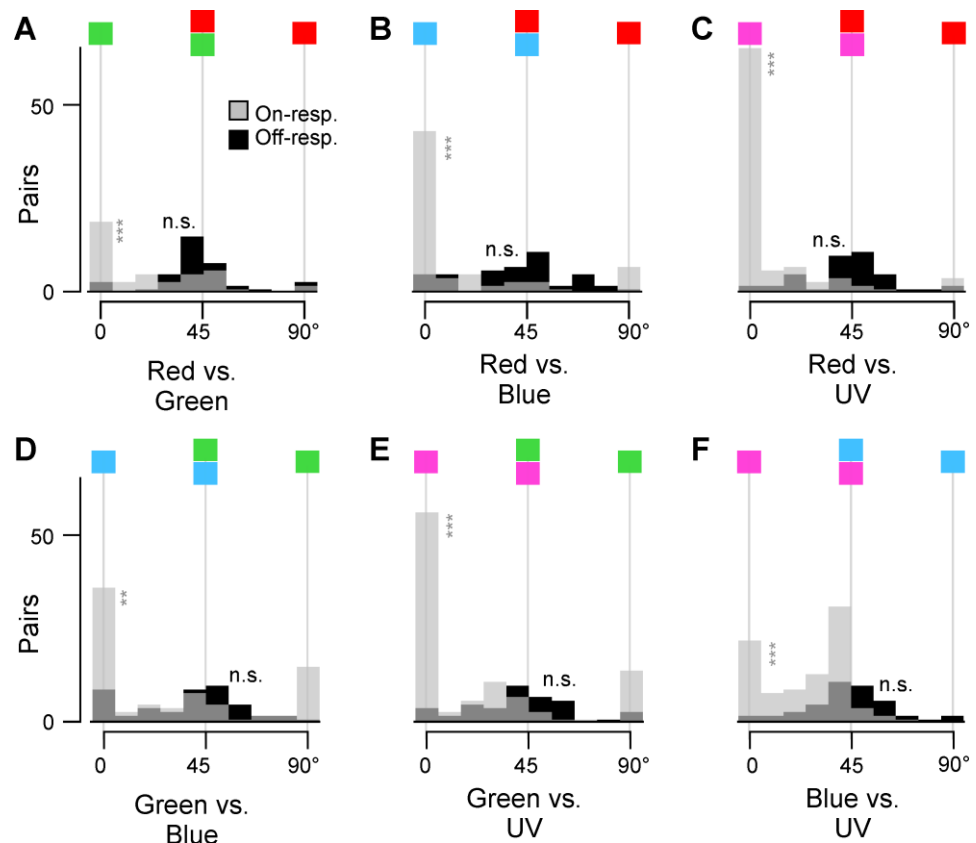 A
B
C
50
0
Pairs
On-resp.
Off-resp.
***
n.s.
0
45
90°
Red vs.
Green
***
n.s.
0
45
90°
Red vs.
Blue
***
n.s.
0
45
90°
Red vs.
UV
D
E
F
50
0
Pairs
**
n.s.
0
45
90°
Green vs.
Blue
***
n.s.
0
45
90°
Green vs.
UV
***
n.s.
0
45
90°
Blue vs.
UV